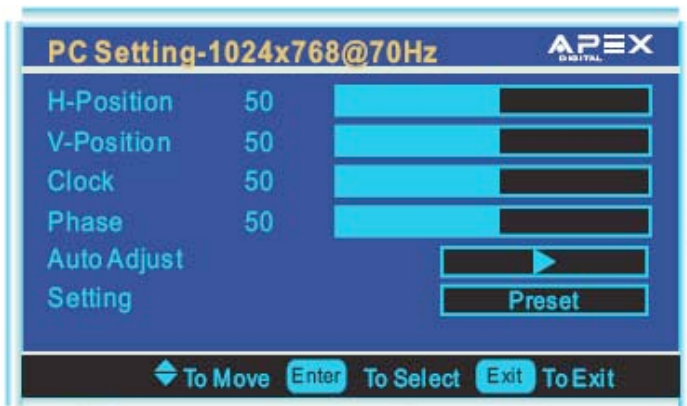 PC Setting-1024x768@70Hz APEX DIGITAL
H-Position 50
V-Position 50
Clock 50
Phase 50
Auto Adjust
Setting Preset
To Move Enter To Select Exit To Exit